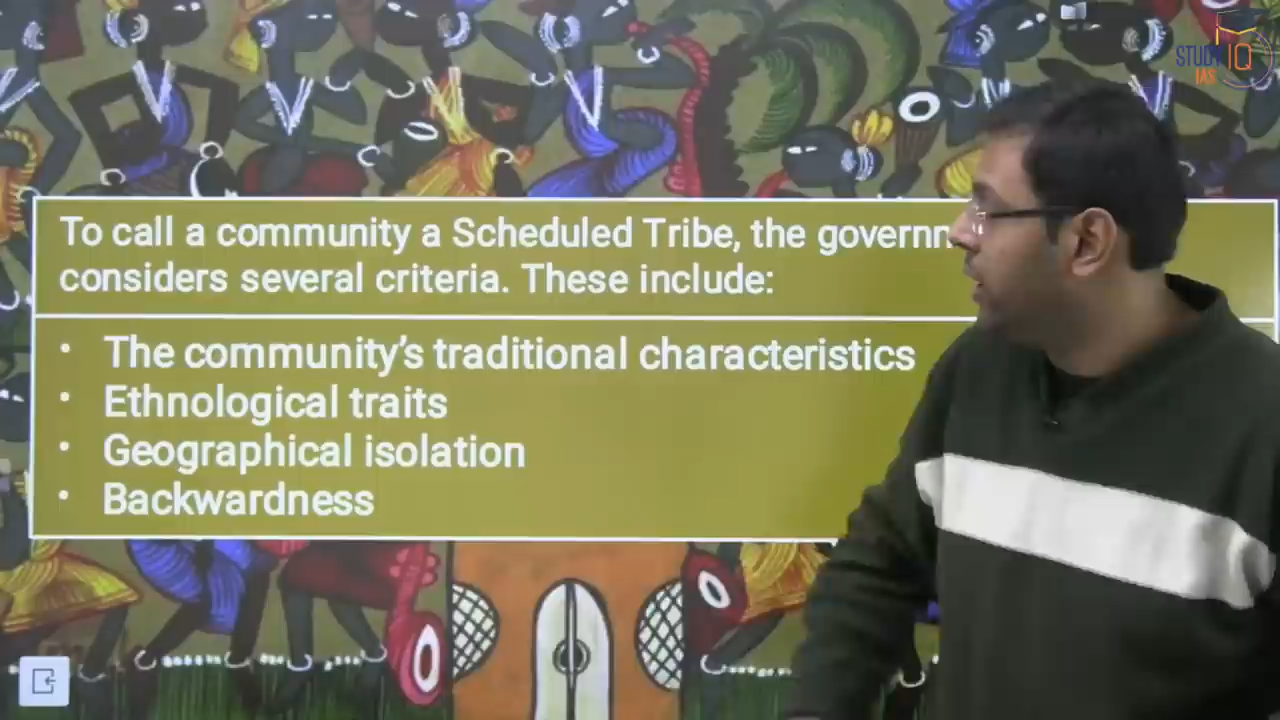 STUDY IQ
IAS
To call a community a Scheduled Tribe, the
considers several criteria. These include:
• The community's traditional characteristics
• Ethnological traits
• Geographical isolation
• Backwardness